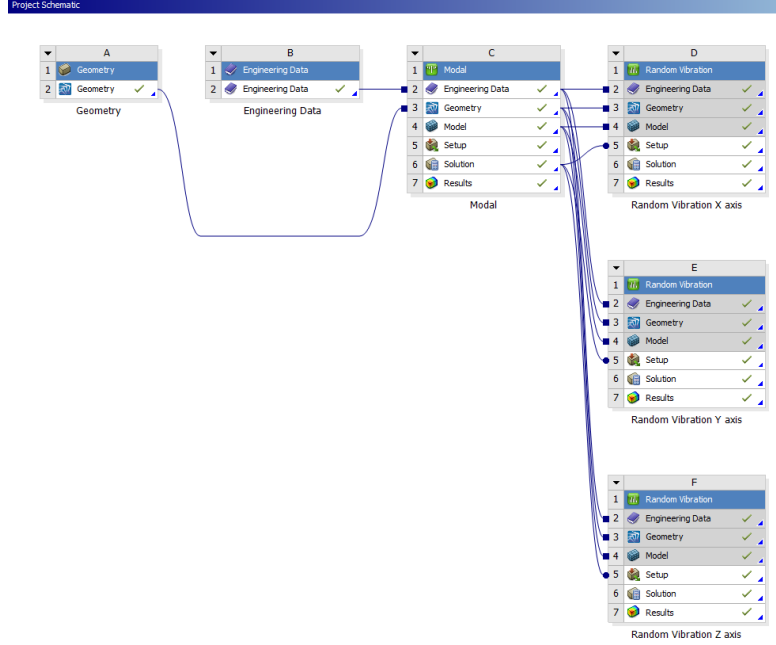 Project Schematic
A
1 Geometry
2 Geometry
Geometry
B
1 Engineering Data
2 Engineering Data
Engineering Data
C
1 Modal
2 Engineering Data
3 Geometry
4 Model
5 Setup
6 Solution
7 Results
Modal
D
1 Random Vibration
2 Engineering Data
3 Geometry
4 Model
5 Setup
6 Solution
7 Results
Random Vibration X axis
E
1 Random Vibration
2 Engineering Data
3 Geometry
4 Model
5 Setup
6 Solution
7 Results
Random Vibration Y axis
F
1 Random Vibration
2 Engineering Data
3 Geometry
4 Model
5 Setup
6 Solution
7 Results
Random Vibration Z axis